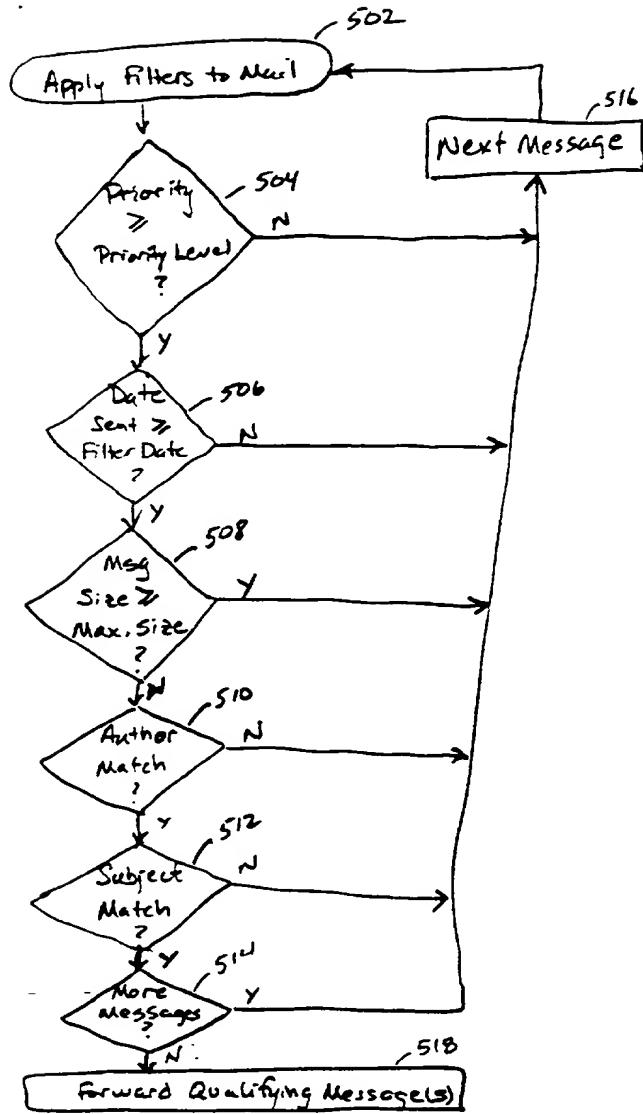 502
Apply Filters to Mail
516
Next Message
504
Priority
≥
Priority Level
?
N
Y
506
Date
Sent ≥
Filter Date
?
N
Y
508
Msg
Size ≥
Max. Size
?
Y
N
510
Author
Match
?
N
Y
512
Subject
Match
?
N
Y
514
More
Messages
?
Y
N
518
Forward Qualifying Message(s)